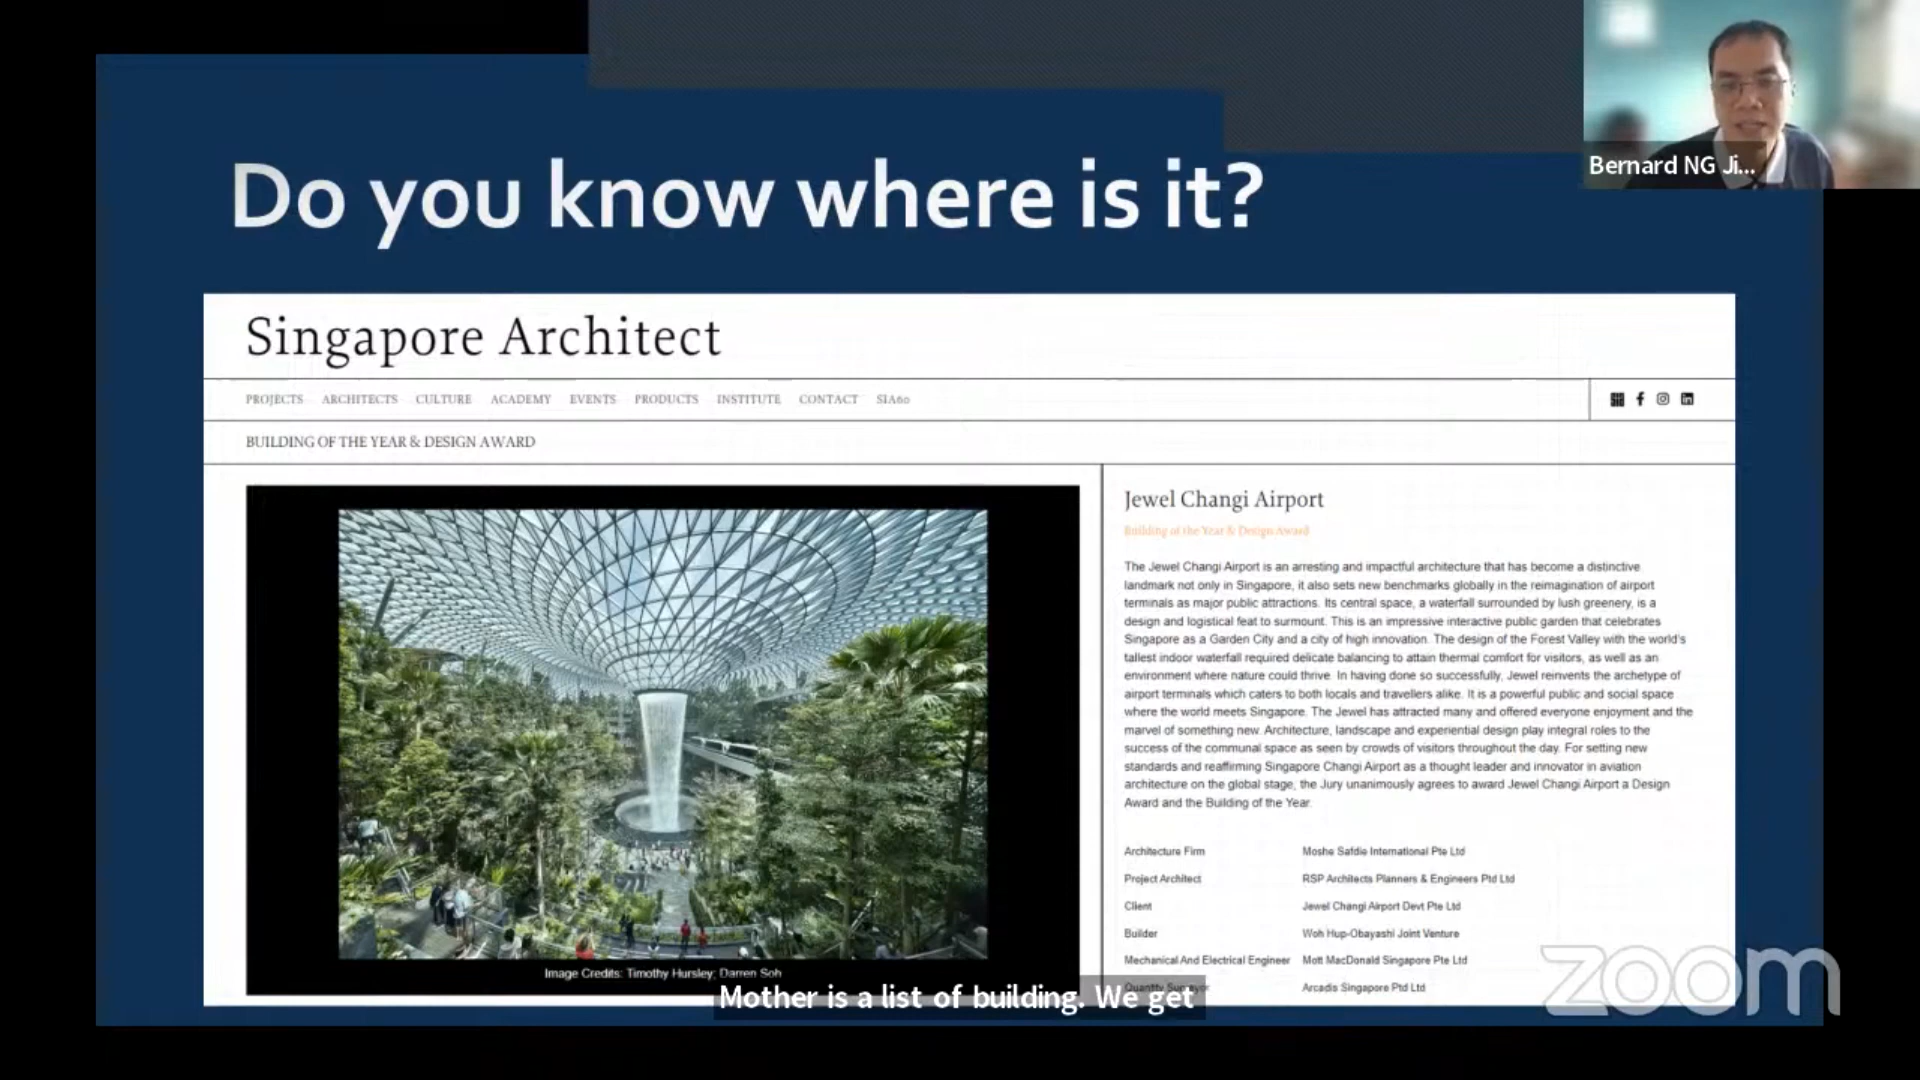 Bernard NG Ji...
Do you know where is it?
Singapore Architect
PROJECTS ARCHITECTS CULTURE ACADEMY EVENTS PRODUCTS INSTITUTE CONTACT SIA60
BUILDING OF THE YEAR & DESIGN AWARD
Jewel Changi Airport
Building of the Year & Design Award
The Jewel Changi Airport is an arresting and impactful architecture that has become a distinctive
landmark not only in Singapore, it also sets new benchmarks globally in the reimagination of airport
terminals as major public attractions. Its central space, a waterfall surrounded by lush greenery, is a
design and logistical feat to surmount. This is an impressive interactive public garden that celebrates
Singapore as a Garden City and a city of high innovation. The design of the Forest Valley with the world's
tallest indoor waterfall required delicate balancing to attain thermal comfort for visitors, as well as an
environment where nature could thrive. In having done so successfully, Jewel reinvents the archetype of
airport terminals which caters to both locals and travellers alike. It is a powerful public and social space
where the world meets Singapore. The Jewel has attracted many and offered everyone enjoyment and the
marvel of something new. Architecture, landscape and experiential design play integral roles to the
success of the communal space as seen by crowds of visitors throughout the day. For setting new
standards and reaffirming Singapore Changi Airport as a thought leader and innovator in aviation
architecture on the global stage, the Jury unanimously agrees to award Jewel Changi Airport a Design
Award and the Building of the Year.
Architecture Firm Moshe Safdie International Pte Ltd
Project Architect RSP Architects Planners & Engineers Ptd Ltd
Client Jewel Changi Airport Devt Pte Ltd
Builder Woh Hup-Obayashi Joint Venture
Mechanical And Electrical Engineer Mott MacDonald Singapore Pte Ltd
Quantity Surveyor Arcadis Singapore Ptd Ltd
Image Credits: Timothy Hursley; Darren Soh
Mother is a list of building. We get
zoom